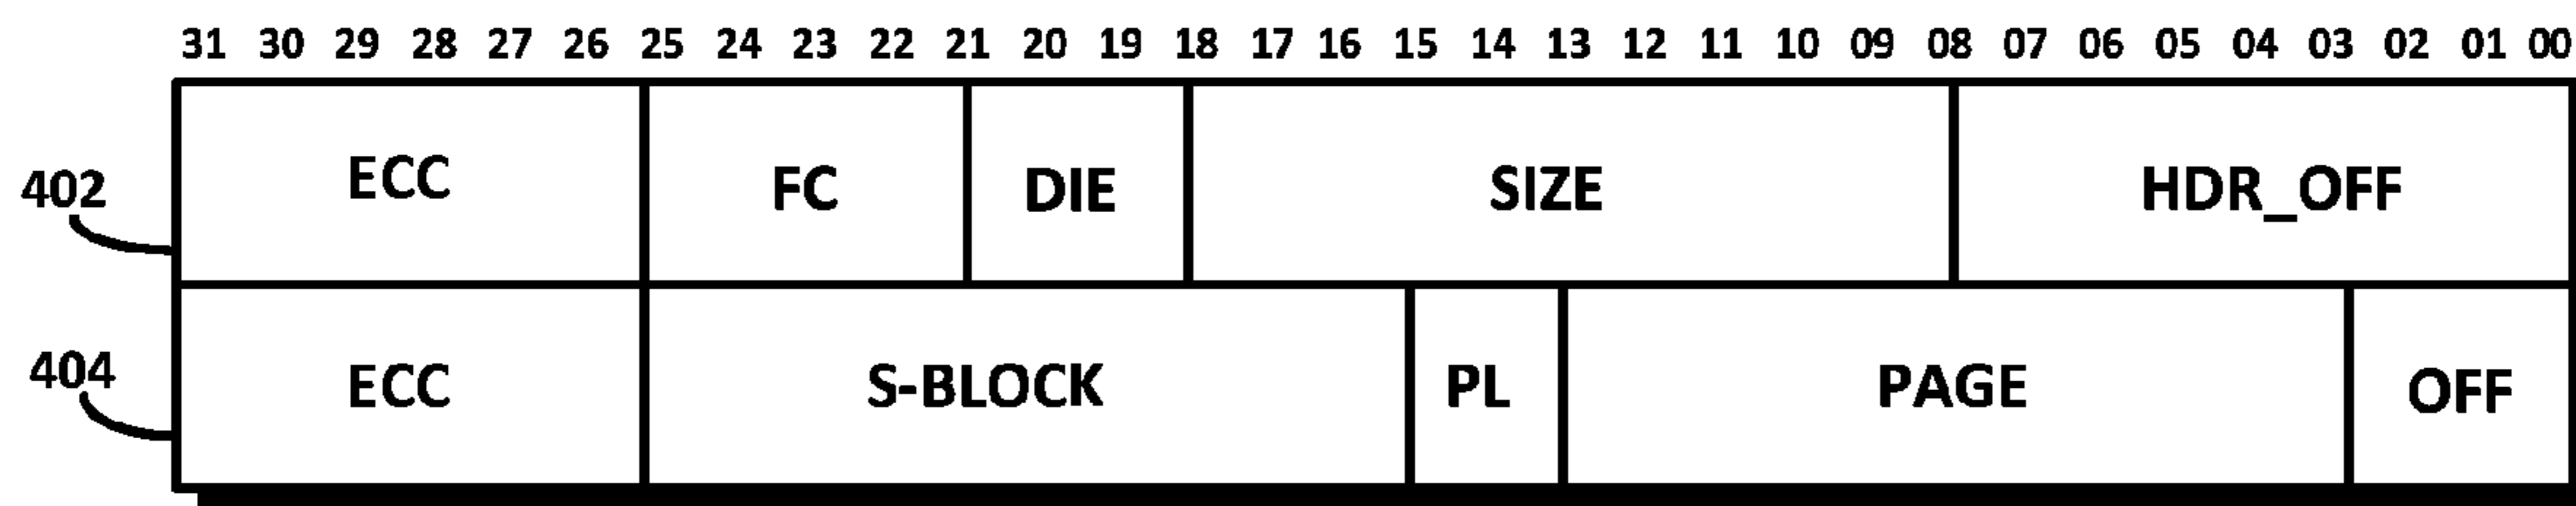 31 30 29 28 27 26 25 24 23 22 21 20 19 18 17 16 15 14 13 12 11 10 09 08 07 06 05 04 03 02 01 00
402 ECC FC DIE SIZE HDR_OFF
404 ECC S-BLOCK PL PAGE OFF